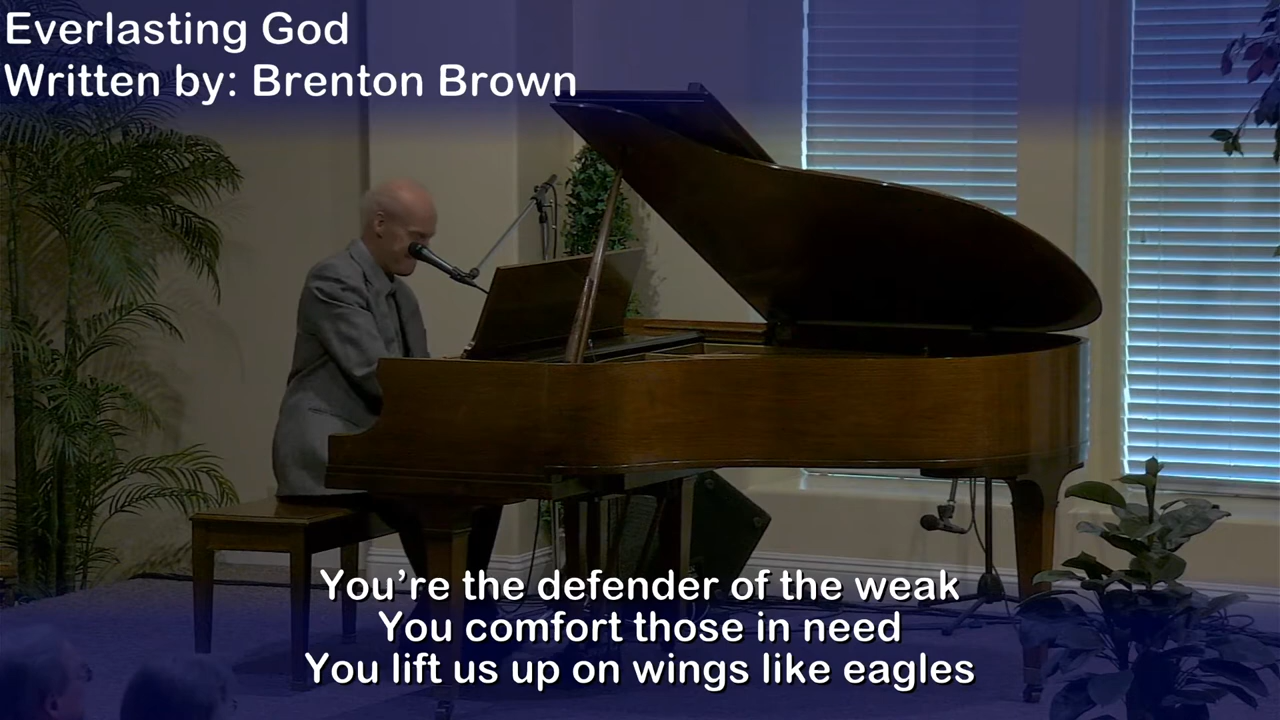 Everlasting God
Written by: Brenton Brown
You’re the defender of the weak
You comfort those in need
You lift us up on wings like eagles